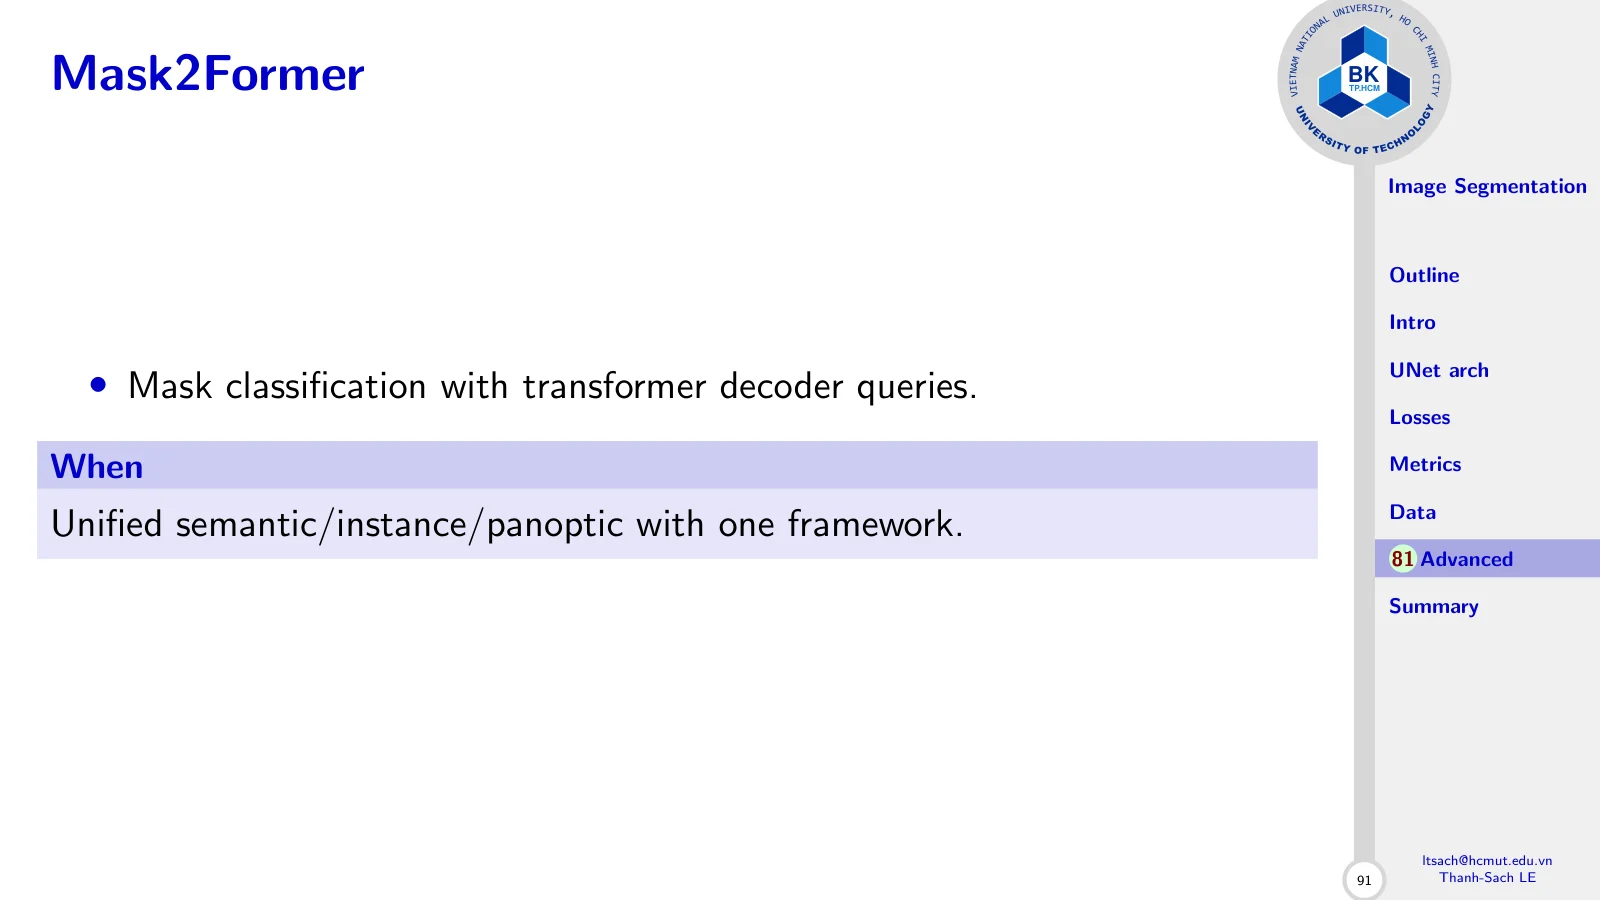 Mask2Former
• Mask classification with transformer decoder queries.
When
Unified semantic/instance/panoptic with one framework.
VIETNAM NATIONAL UNIVERSITY, HO CHI MINH CITY
BK
TP.HCM
UNIVERSITY OF TECHNOLOGY
Image Segmentation
Outline
Intro
UNet arch
Losses
Metrics
Data
81 Advanced
Summary
ltsach@hcmut.edu.vn
Thanh-Sach LE
91